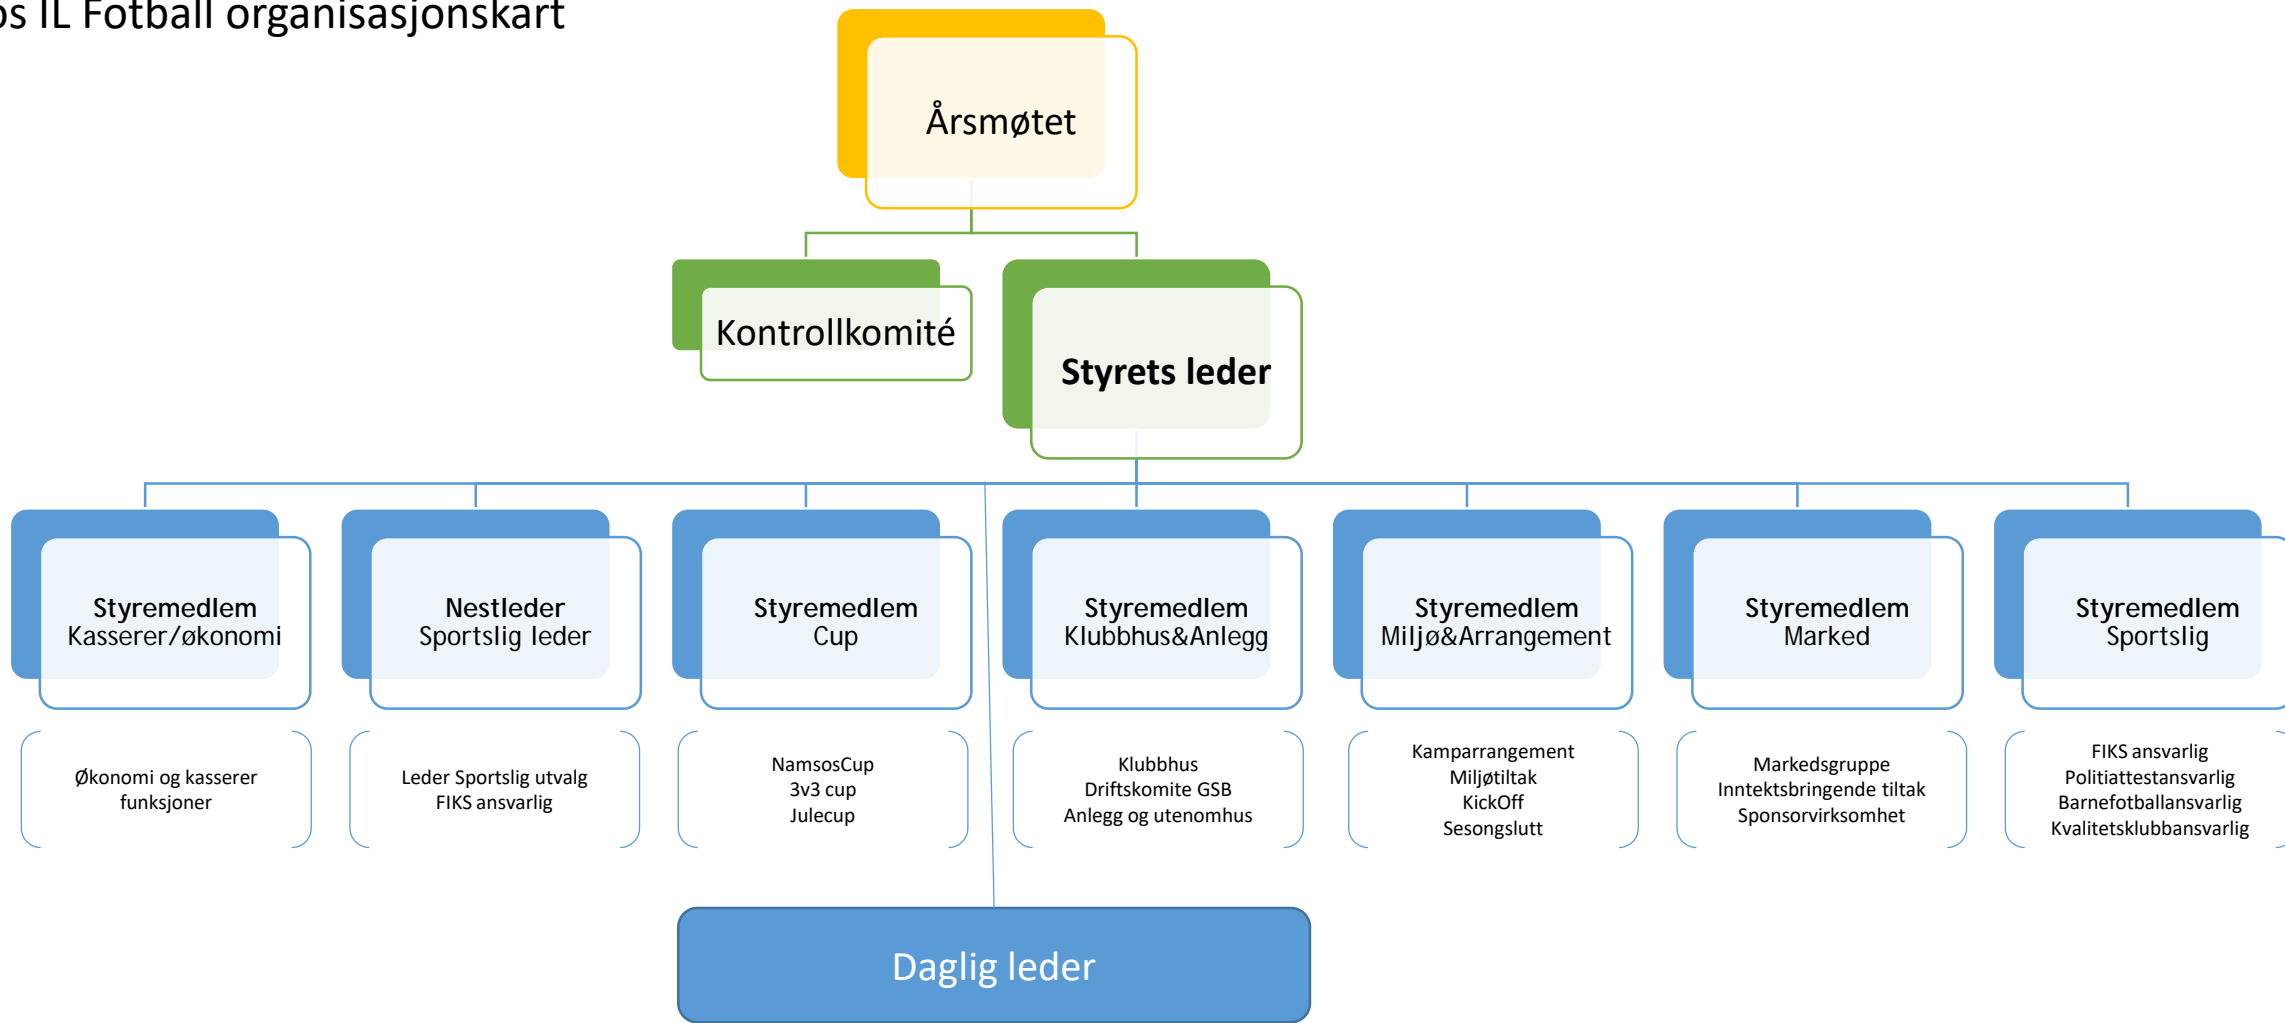 IL Fotball organisasjonskart
Årsmøtet
Kontrollkomité
Styrets leder
Styremedlem
Kasserer/økonomi
Nestleder
Sportslig leder
Styremedlem
Cup
Styremedlem
Klubbhus&Anlegg
Styremedlem
Miljø&Arrangement
Styremedlem
Marked
Styremedlem
Sportslig
Økonomi og kasserer
funksjoner
Leder Sportslig utvalg
FIKS ansvarlig
NamsosCup
3v3 cup
Julecup
Klubbhus
Driftskomite GSB
Anlegg og utenomhus
Kamparrangement
Miljøtiltak
KickOff
Sesongslutt
Markedsgruppe
Inntektsbringende tiltak
Sponsorvirksomhet
FIKS ansvarlig
Politiattestansvarlig
Barnefotballansvarlig
Kvalitetsklubbansvarlig
Daglig leder